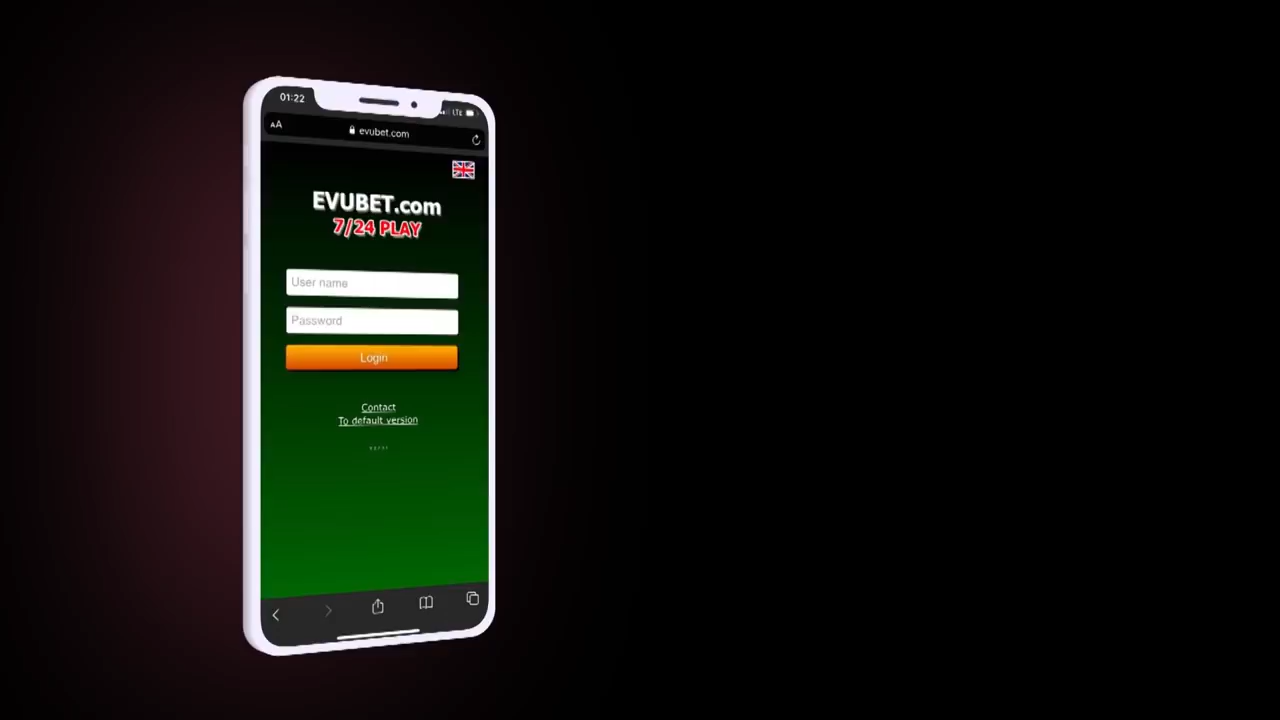 01:22
LTE
AA
evubet.com
EVUBET.com
7/24 PLAY
User name
Password
Login
Contact
To default version